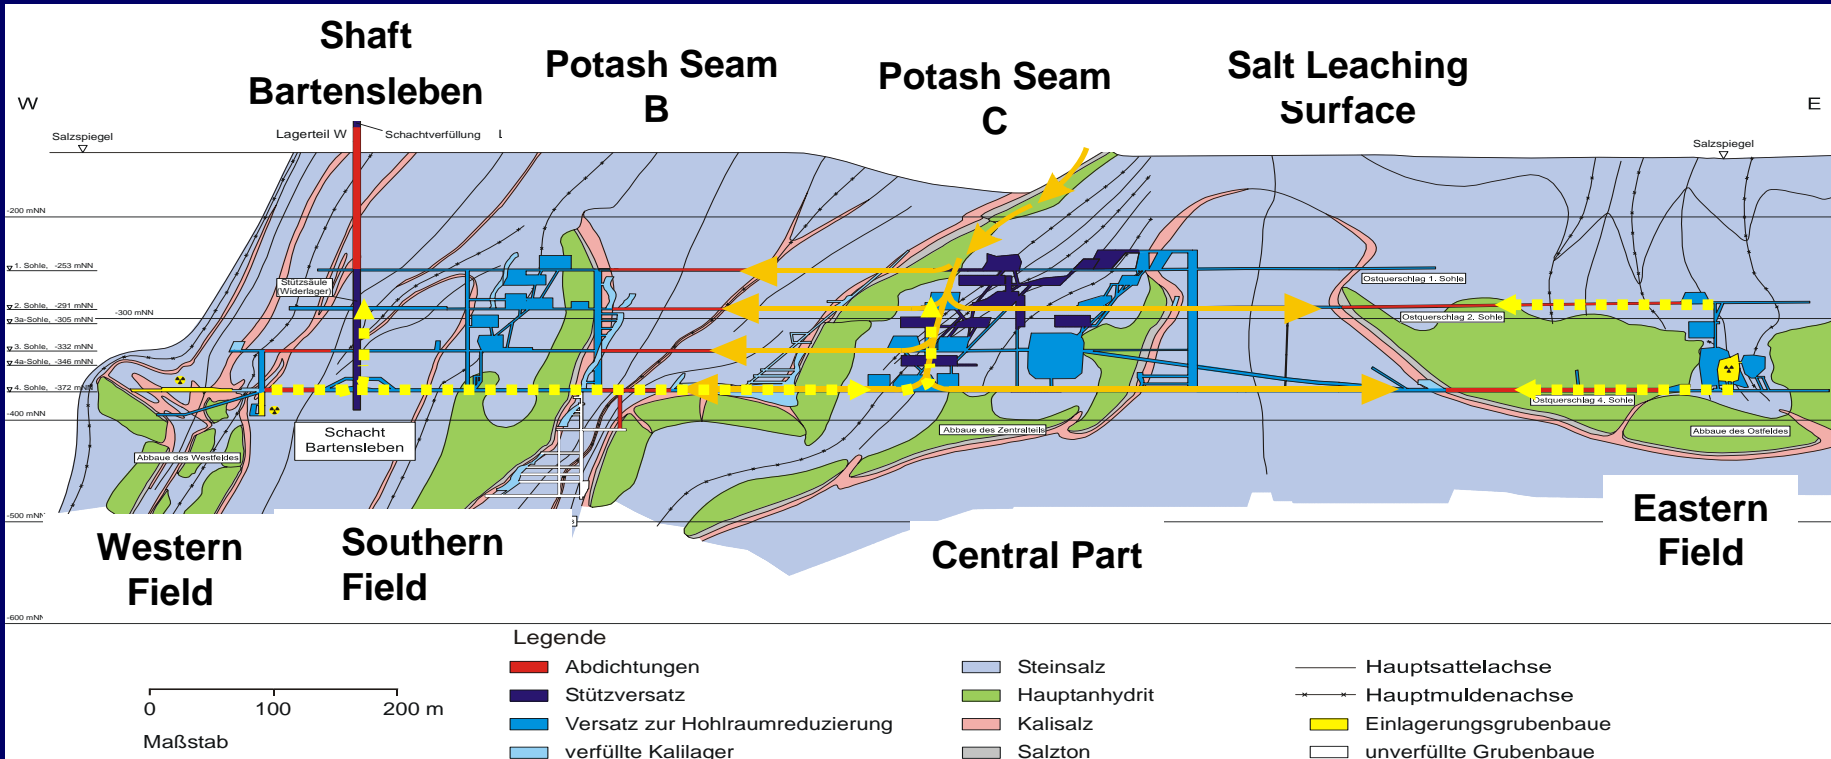 Shaft
Bartensleben
Potash Seam
B
Potash Seam
C
Salt Leaching
Surface
W
E
Salzspiegel
Lagerteil W
Schachtverfüllung
L
Salzspiegel
-200 mNN
1. Sohle, -253 mNN
Stützsäule
(Widerlager)
2. Sohle, -291 mNN
-300 mNN
3a-Sohle, -305 mNN
3. Sohle, -332 mNN
4a-Sohle, -346 mNN
4. Sohle, -372 mNN
-400 mNN
Ostquerschlag 1. Sohle
Ostquerschlag 2. Sohle
Ostquerschlag 4. Sohle
Schacht
Bartensleben
Abbaue des Westfeldes
Abbaue des Zentralteils
Abbaue des Ostfeldes
-500 mNN
Western
Field
Southern
Field
Central Part
Eastern
Field
-600 mNN
Legende
Abdichtungen
Stützversatz
Versatz zur Hohlraumreduzierung
verfüllte Kalilager
Steinsalz
Hauptanhydrit
Kalisalz
Salzton
Hauptsattelachse
Hauptmuldenachse
Einlagerungsgrubenbaue
unverfüllte Grubenbaue
0 100 200 m
Maßstab